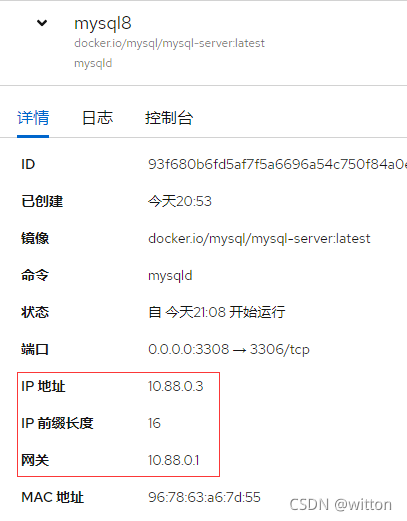 mysql8
docker.io/mysql/mysql-server:latest
mysqld
详情 日志 控制台
ID 93f680b6fd5af7f5a6696a54c750f84a0
已创建 今天20:53
镜像 docker.io/mysql/mysql-server:latest
命令 mysqld
状态 自 今天21:08 开始运行
端口 0.0.0.0:3308 → 3306/tcp
IP 地址 10.88.0.3
IP 前缀长度 16
网关 10.88.0.1
MAC 地址 96:78:63:a6:7d:55
CSDN @witton